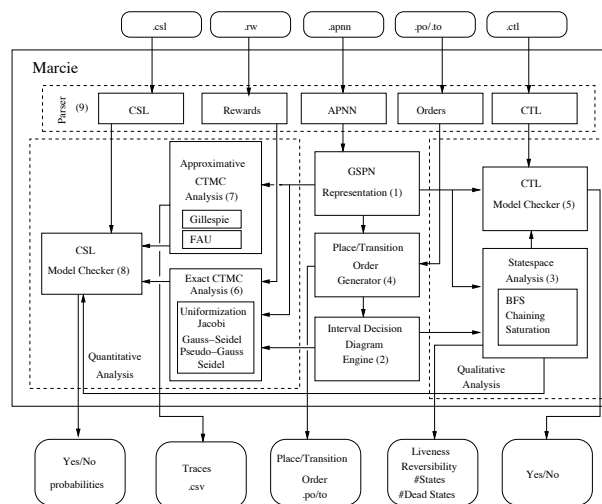 .csl
.rw
.apnn
.po/.to
.ctl
Marcie
Parser
(9)
CSL
Rewards
APNN
Orders
CTL
Approximative
CTMC
Analysis (7)
Gillespie
FAU
GSPN
Representation (1)
CTL
Model Checker (5)
CSL
Model Checker (8)
Place/Transition
Order
Generator (4)
Statespace
Analysis (3)
BFS
Chaining
Saturation
Exact CTMC
Analysis (6)
Uniformization
Jacobi
Gauss–Seidel
Pseudo–Gauss
Seidel
Interval Decision
Diagram
Engine (2)
Quantitative
Analysis
Qualitative
Analysis
Yes/No
probabilities
Traces
.csv
Place/Transition
Order
.po/to
Liveness
Reversibility
#States
#Dead States
Yes/No